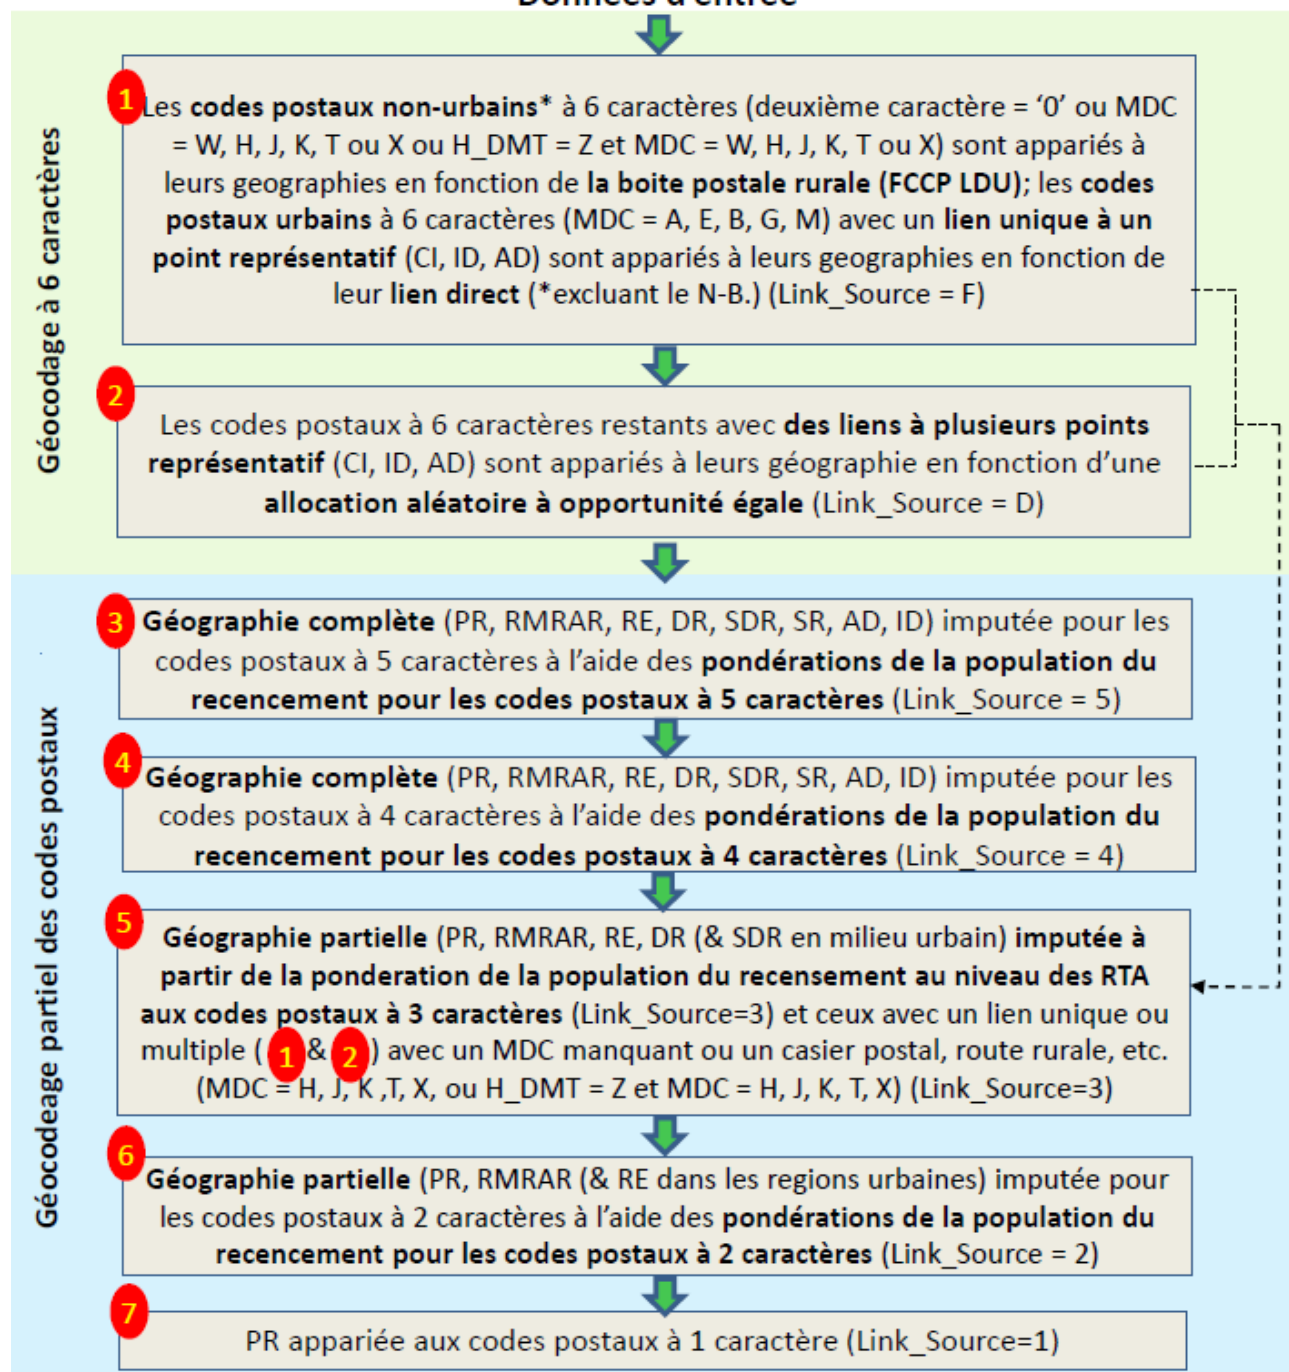 Données d'entrée
Géocodage à 6 caractères
1
Les codes postaux non-urbains* à 6 caractères (deuxième caractère = ‘0’ ou MDC
= W, H, J, K, T ou X ou H_DMT = Z et MDC = W, H, J, K, T ou X) sont appariés à
leurs geographies en fonction de la boite postale rurale (FCCP LDU); les codes
postaux urbains à 6 caractères (MDC = A, E, B, G, M) avec un lien unique à un
point représentatif (CI, ID, AD) sont appariés à leurs geographies en fonction de
leur lien direct (*excluant le N-B.) (Link_Source = F)
2
Les codes postaux à 6 caractères restants avec des liens à plusieurs points
représentatif (CI, ID, AD) sont appariés à leurs géographie en fonction d’une
allocation aléatoire à opportunité égale (Link_Source = D)
Géocodeage partiel des codes postaux
3
Géographie complète (PR, RMRAR, RE, DR, SDR, SR, AD, ID) imputée pour les
codes postaux à 5 caractères à l’aide des pondérations de la population du
recencement pour les codes postaux à 5 caractères (Link_Source = 5)
4
Géographie complète (PR, RMRAR, RE, DR, SDR, SR, AD, ID) imputée pour les
codes postaux à 4 caractères à l’aide des pondérations de la population du
recencement pour les codes postaux à 4 caractères (Link_Source = 4)
5
Géographie partielle (PR, RMRAR, RE, DR (& SDR en milieu urbain) imputée à
partir de la ponderation de la population du recensement au niveau des RTA
aux codes postaux à 3 caractères (Link_Source=3) et ceux avec un lien unique ou
multiple ( 1 & 2 ) avec un MDC manquant ou un casier postal, route rurale, etc.
(MDC = H, J, K ,T, X, ou H_DMT = Z et MDC = H, J, K, T, X) (Link_Source=3)
6
Géographie partielle (PR, RMRAR (& RE dans les regions urbaines) imputée pour
les codes postaux à 2 caractères à l’aide des pondérations de la population du
recencement pour les codes postaux à 2 caractères (Link_Source = 2)
7
PR appariée aux codes postaux à 1 caractère (Link_Source=1)